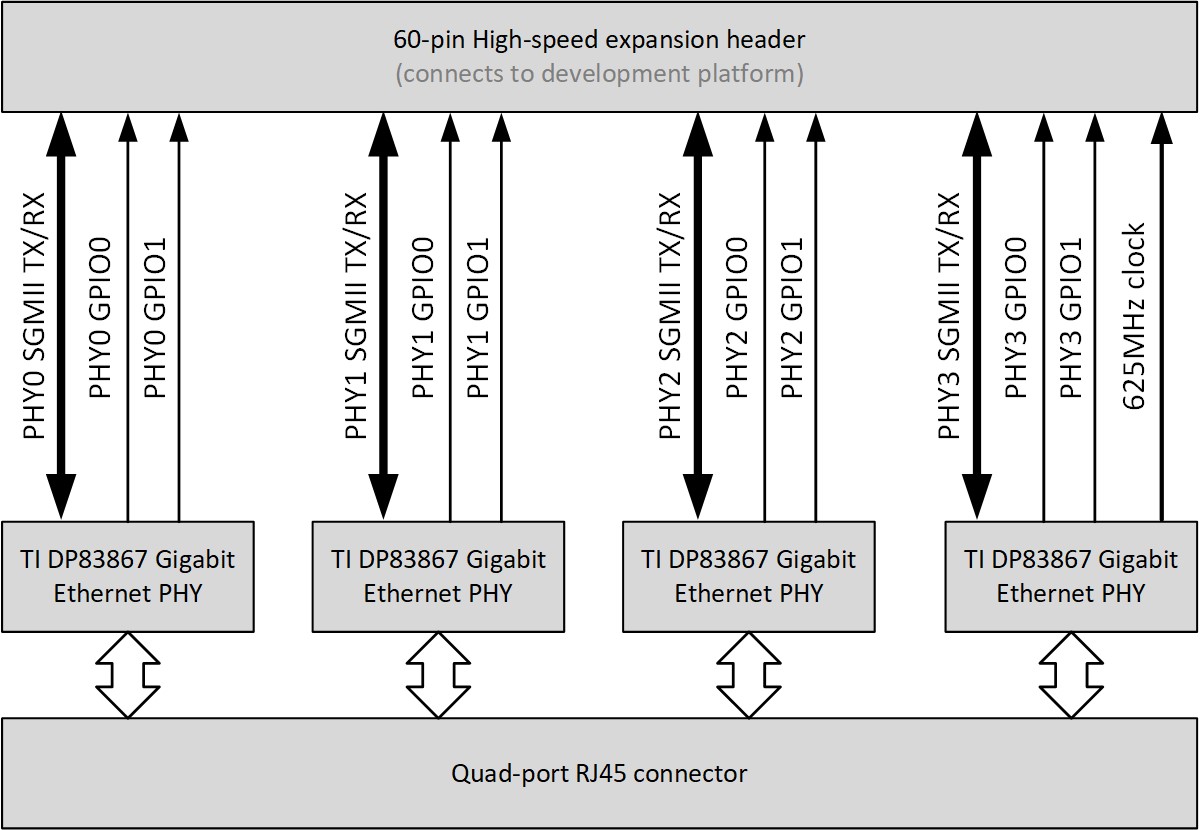 60-pin High-speed expansion header
(connects to development platform)
PHY0 SGMII TX/RX
PHY0 GPIO0
PHY0 GPIO1
PHY1 SGMII TX/RX
PHY1 GPIO0
PHY1 GPIO1
PHY2 SGMII TX/RX
PHY2 GPIO0
PHY2 GPIO1
PHY3 SGMII TX/RX
PHY3 GPIO0
PHY3 GPIO1
625MHz clock
TI DP83867 Gigabit
Ethernet PHY
TI DP83867 Gigabit
Ethernet PHY
TI DP83867 Gigabit
Ethernet PHY
TI DP83867 Gigabit
Ethernet PHY
Quad-port RJ45 connector